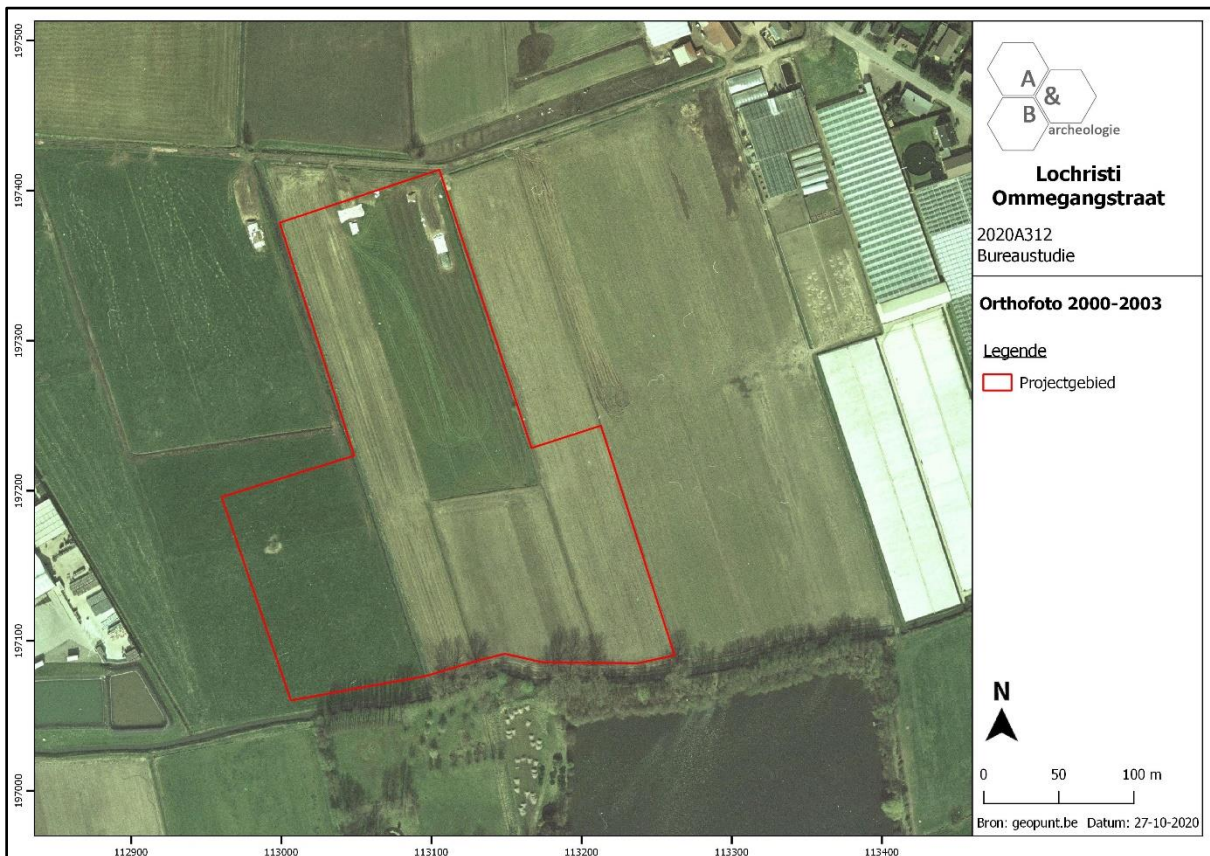 197500
197400
197300
197200
197100
197000
112900
113000
113100
113200
113300
113400
A
&
B
archeologie
Lochristi
Ommegangstraat
2020A312
Bureaustudie
Orthofoto 2000-2003
Legende
Projectgebied
N
0 50 100 m
Bron: geopunt.be Datum: 27-10-2020